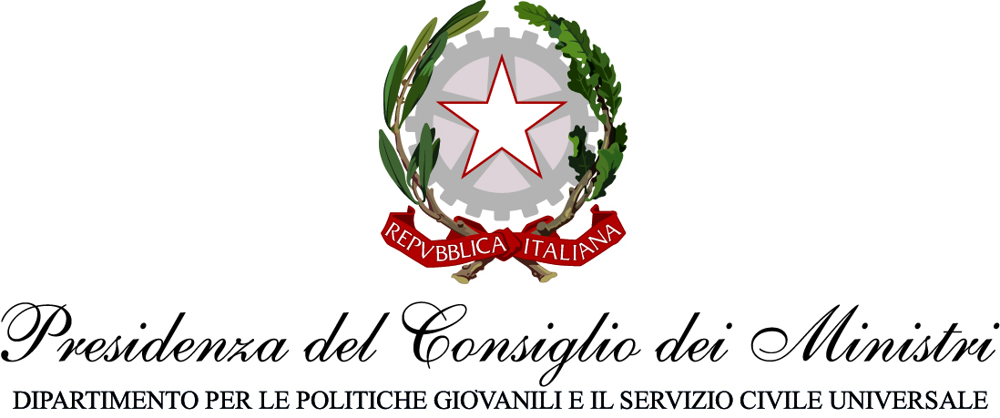 REPVBBLICA ITALIANA
Presidenza del Consiglio dei Ministri
DIPARTIMENTO PER LE POLITICHE GIOVANILI E IL SERVIZIO CIVILE UNIVERSALE